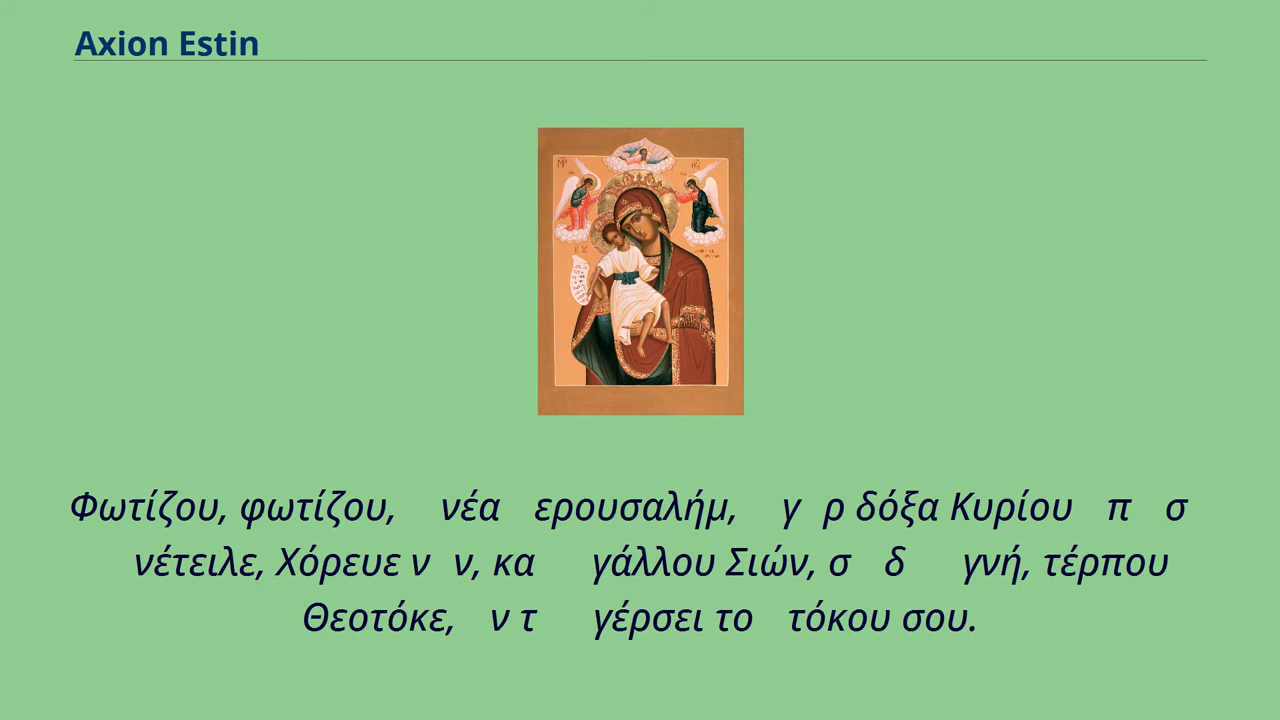 Axion Estin
Φωτίζου, φωτίζου, νέα ερουσαλήμ, γ ρ δόξα Κυρίου π σ
νέτειλε, Χόρευε ν ν, κα γάλλου Σιών, σ δ γνή, τέρπου
Θεοτόκε, ν τ γέρσει το τόκου σου.